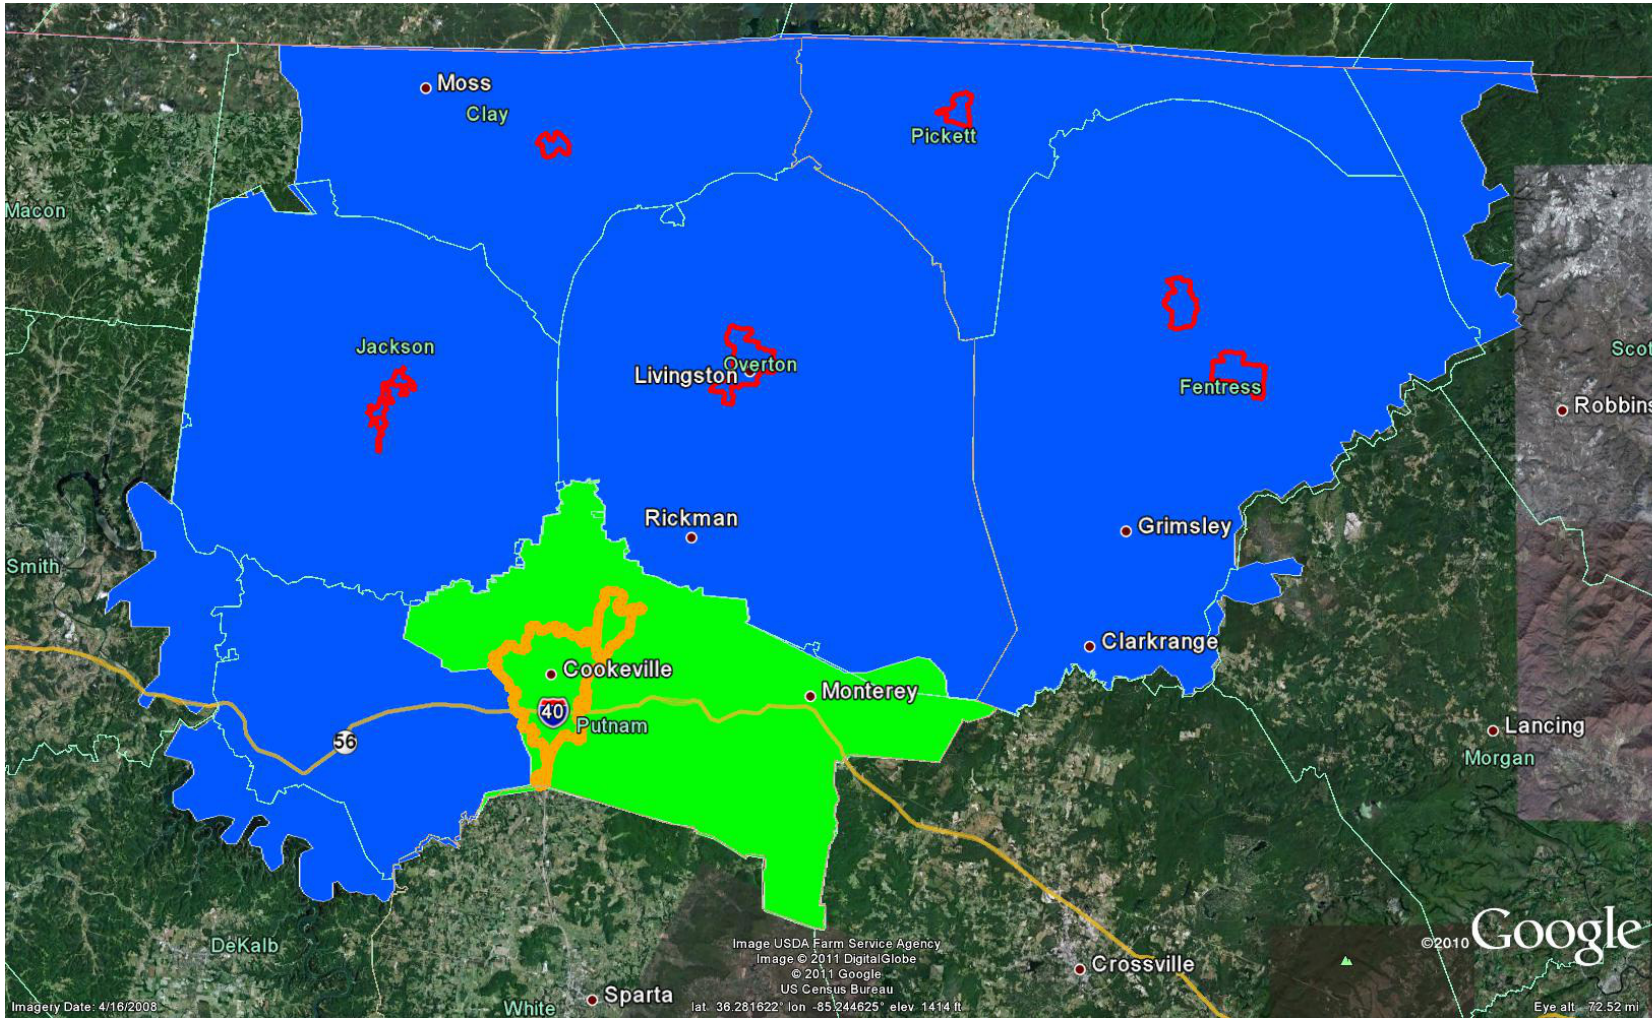 Moss
Clay
Pickett
Macon
Jackson
Overton
Livingston
Fentress
Scot
Robbins
Rickman
Grimsley
Smith
Clarkrange
Cookeville
Monterey
40
Putnam
56
Lancing
Morgan
DeKalb
Crossville
Sparta
White
Image USDA Farm Service Agency
Image © 2011 DigitalGlobe
© 2011 Google
US Census Bureau
©2010 Google
Imagery Date: 4/16/2008
lat 36.281622° lon -85.244625° elev 1414 ft
Eye alt 72.52 mi